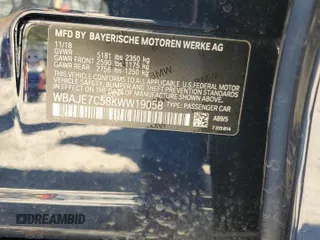 MFD BY BAYERISCHE MOTOREN WERKE AG
11/18
GVWR 5181 lbs 2350 kg
GAWR FRONT 2590 lbs 1175 kg
GAWR REAR 2756 lbs 1250 kg
THIS VEHICLE CONFORMS TO ALL APPLICABLE U.S. FEDERAL MOTOR
VEHICLE SAFETY, BUMPER, AND THEFT PREVENTION STANDARDS
IN EFFECT ON THE DATE OF MANUFACTURE SHOWN ABOVE.
WBAJE7C58KWW19058
TYPE: PASSENGER CAR
A89/5
DREAMBID